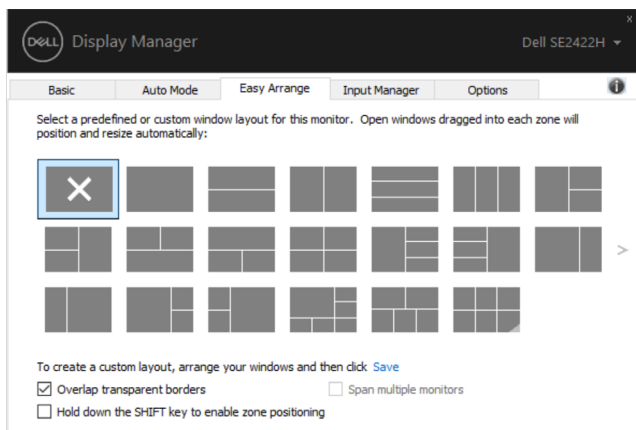 x
DELL Display Manager Dell SE2422H
Basic Auto Mode Easy Arrange Input Manager Options i
Select a predefined or custom window layout for this monitor. Open windows dragged into each zone will
position and resize automatically:
>
To create a custom layout, arrange your windows and then click Save
Overlap transparent borders Span multiple monitors
Hold down the SHIFT key to enable zone positioning